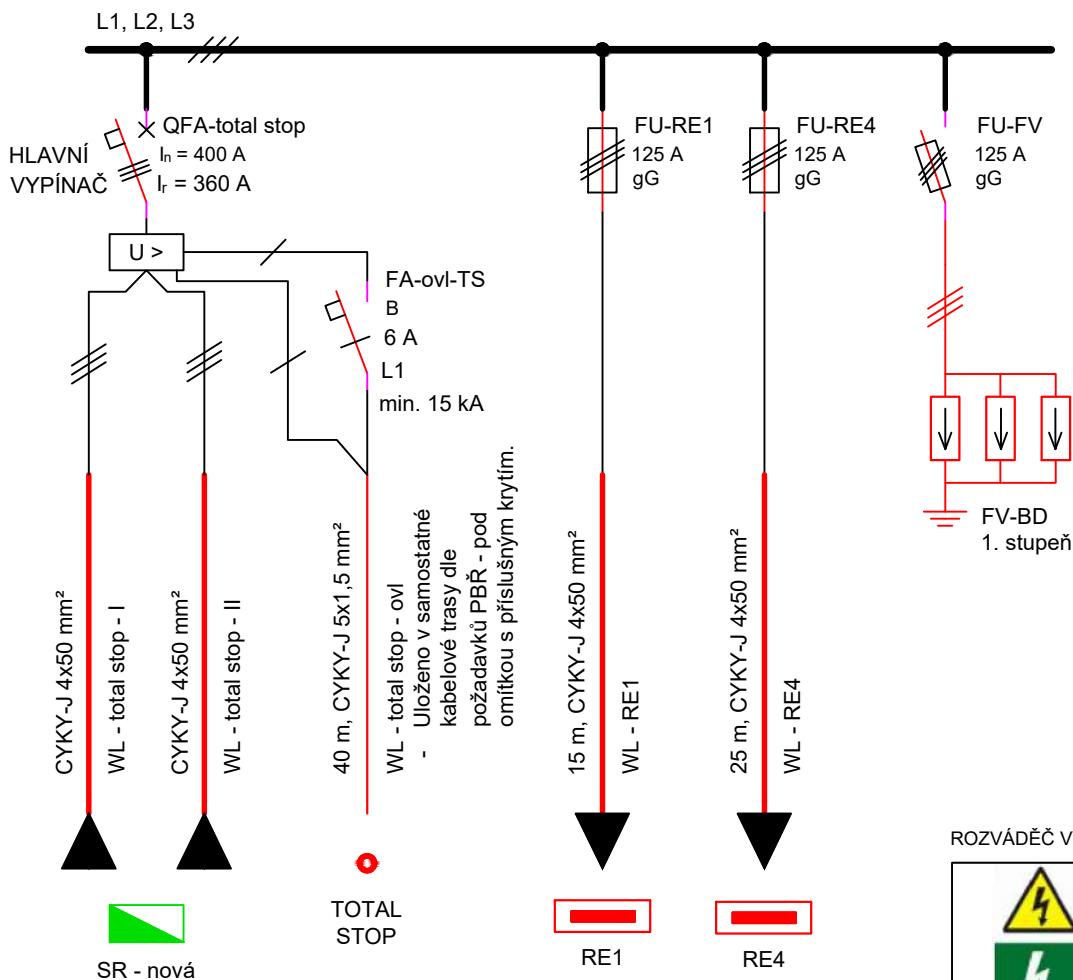 L1, L2, L3
HLAVNÍ
VYPÍNAČ
QFA-total stop
In = 400 A
Ir = 360 A
U >
FA-ovl-TS
B
6 A
L1
min. 15 kA
FU-RE1
125 A
gG
FU-RE4
125 A
gG
FU-FV
125 A
gG
FV-BD
1. stupeň
CYKY-J 4x50 mm²
WL - total stop - I
CYKY-J 4x50 mm²
WL - total stop - II
40 m, CYKY-J 5x1,5 mm²
WL - total stop - ovl
- Uloženo v samostatné
kabelové trasy dle
požadavků PBŘ - pod
omítkou s příslušným krytím.
15 m, CYKY-J 4x50 mm²
WL - RE1
25 m, CYKY-J 4x50 mm²
WL - RE4
SR - nová
TOTAL
STOP
RE1
RE4
ROZVÁDĚČ V